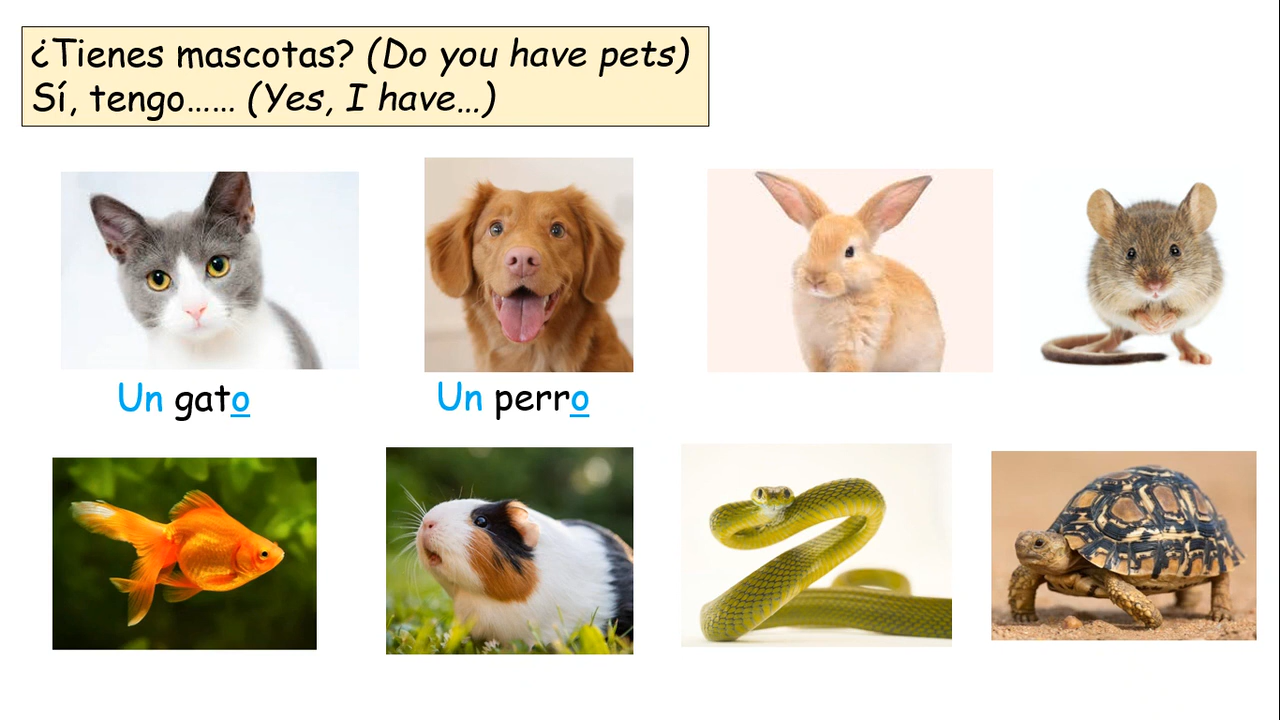 ¿Tienes mascotas? (Do you have pets)
Sí, tengo...... (Yes, I have...)
Un gato
Un perro